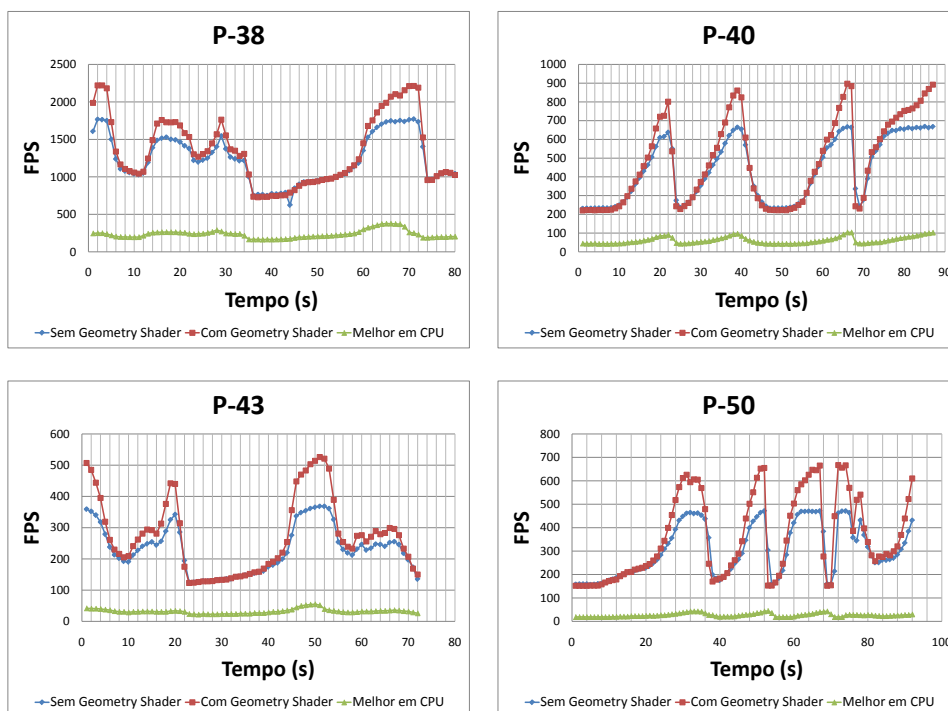 P-38
FPS
2500
2000
1500
1000
500
0
0 10 20 30 40 50 60 70 80
Tempo (s)
Sem Geometry Shader Com Geometry Shader Melhor em CPU
P-40
FPS
1000
900
800
700
600
500
400
300
200
100
0
0 10 20 30 40 50 60 70 80 90
Tempo (s)
Sem Geometry Shader Com Geometry Shader Melhor em CPU
P-43
FPS
600
500
400
300
200
100
0
0 10 20 30 40 50 60 70 80
Tempo (s)
Sem Geometry Shader Com Geometry Shader Melhor em CPU
P-50
FPS
800
700
600
500
400
300
200
100
0
0 20 40 60 80 100
Tempo (s)
Sem Geometry Shader Com Geometry Shader Melhor em CPU